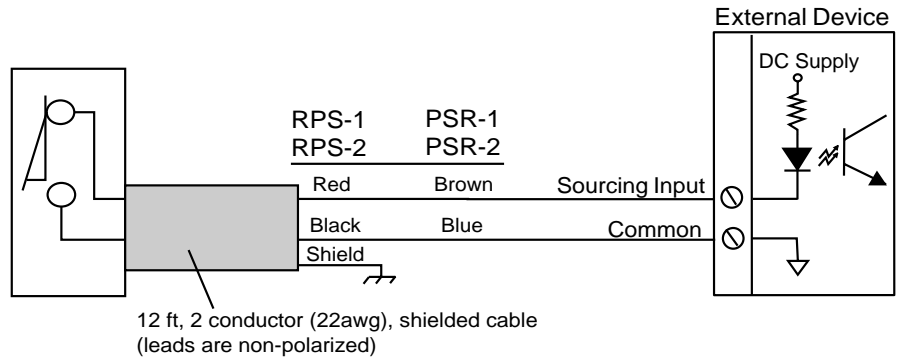 External Device
DC Supply
RPS-1 PSR-1
RPS-2 PSR-2
Red Brown Sourcing Input
Black Blue Common
Shield
12 ft, 2 conductor (22awg), shielded cable
(leads are non-polarized)